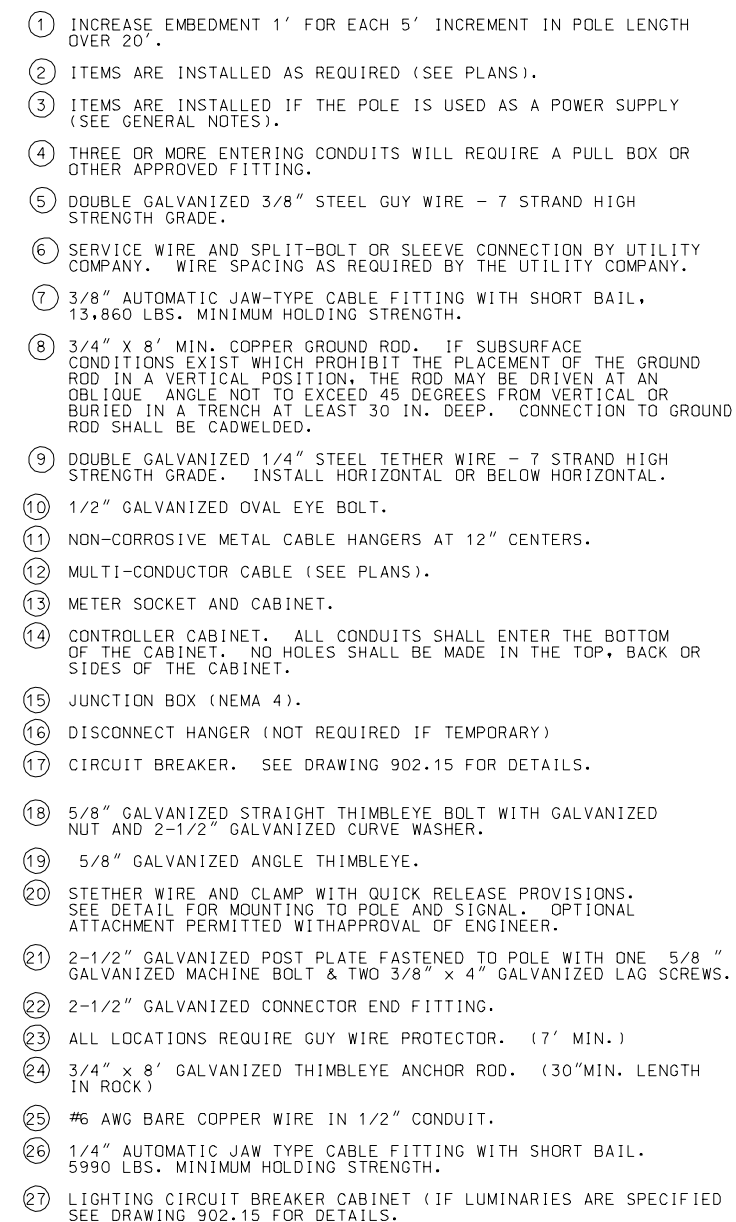 1 INCREASE EMBEDMENT 1' FOR EACH 5' INCREMENT IN POLE LENGTH
OVER 20'.
2 ITEMS ARE INSTALLED AS REQUIRED (SEE PLANS).
3 ITEMS ARE INSTALLED IF THE POLE IS USED AS A POWER SUPPLY
(SEE GENERAL NOTES).
4 THREE OR MORE ENTERING CONDUITS WILL REQUIRE A PULL BOX OR
OTHER APPROVED FITTING.
5 DOUBLE GALVANIZED 3/8" STEEL GUY WIRE - 7 STRAND HIGH
STRENGTH GRADE.
6 SERVICE WIRE AND SPLIT-BOLT OR SLEEVE CONNECTION BY UTILITY
COMPANY. WIRE SPACING AS REQUIRED BY THE UTILITY COMPANY.
7 3/8" AUTOMATIC JAW-TYPE CABLE FITTING WITH SHORT BAIL,
13,860 LBS. MINIMUM HOLDING STRENGTH.
8 3/4" X 8' MIN. COPPER GROUND ROD. IF SUBSURFACE
CONDITIONS EXIST WHICH PROHIBIT THE PLACEMENT OF THE GROUND
ROD IN A VERTICAL POSITION, THE ROD MAY BE DRIVEN AT AN
OBLIQUE ANGLE NOT TO EXCEED 45 DEGREES FROM VERTICAL OR
BURIED IN A TRENCH AT LEAST 30 IN. DEEP. CONNECTION TO GROUND
ROD SHALL BE CADWELDED.
9 DOUBLE GALVANIZED 1/4" STEEL TETHER WIRE - 7 STRAND HIGH
STRENGTH GRADE. INSTALL HORIZONTAL OR BELOW HORIZONTAL.
10 1/2" GALVANIZED OVAL EYE BOLT.
11 NON-CORROSIVE METAL CABLE HANGERS AT 12" CENTERS.
12 MULTI-CONDUCTOR CABLE (SEE PLANS).
13 METER SOCKET AND CABINET.
14 CONTROLLER CABINET. ALL CONDUITS SHALL ENTER THE BOTTOM
OF THE CABINET. NO HOLES SHALL BE MADE IN THE TOP, BACK OR
SIDES OF THE CABINET.
15 JUNCTION BOX (NEMA 4).
16 DISCONNECT HANGER (NOT REQUIRED IF TEMPORARY)
17 CIRCUIT BREAKER. SEE DRAWING 902.15 FOR DETAILS.
18 5/8" GALVANIZED STRAIGHT THIMBLEYE BOLT WITH GALVANIZED
NUT AND 2-1/2" GALVANIZED CURVE WASHER.
19 5/8" GALVANIZED ANGLE THIMBLEYE.
20 STETHER WIRE AND CLAMP WITH QUICK RELEASE PROVISIONS.
SEE DETAIL FOR MOUNTING TO POLE AND SIGNAL. OPTIONAL
ATTACHMENT PERMITTED WITHAPPROVAL OF ENGINEER.
21 2-1/2" GALVANIZED POST PLATE FASTENED TO POLE WITH ONE 5/8 "
GALVANIZED MACHINE BOLT & TWO 3/8" x 4" GALVANIZED LAG SCREWS.
22 2-1/2" GALVANIZED CONNECTOR END FITTING.
23 ALL LOCATIONS REQUIRE GUY WIRE PROTECTOR. (7' MIN.)
24 3/4" x 8' GALVANIZED THIMBLEYE ANCHOR ROD. (30"MIN. LENGTH
IN ROCK)
25 #6 AWG BARE COPPER WIRE IN 1/2" CONDUIT.
26 1/4" AUTOMATIC JAW TYPE CABLE FITTING WITH SHORT BAIL.
5990 LBS. MINIMUM HOLDING STRENGTH.
27 LIGHTING CIRCUIT BREAKER CABINET (IF LUMINARIES ARE SPECIFIED
SEE DRAWING 902.15 FOR DETAILS.